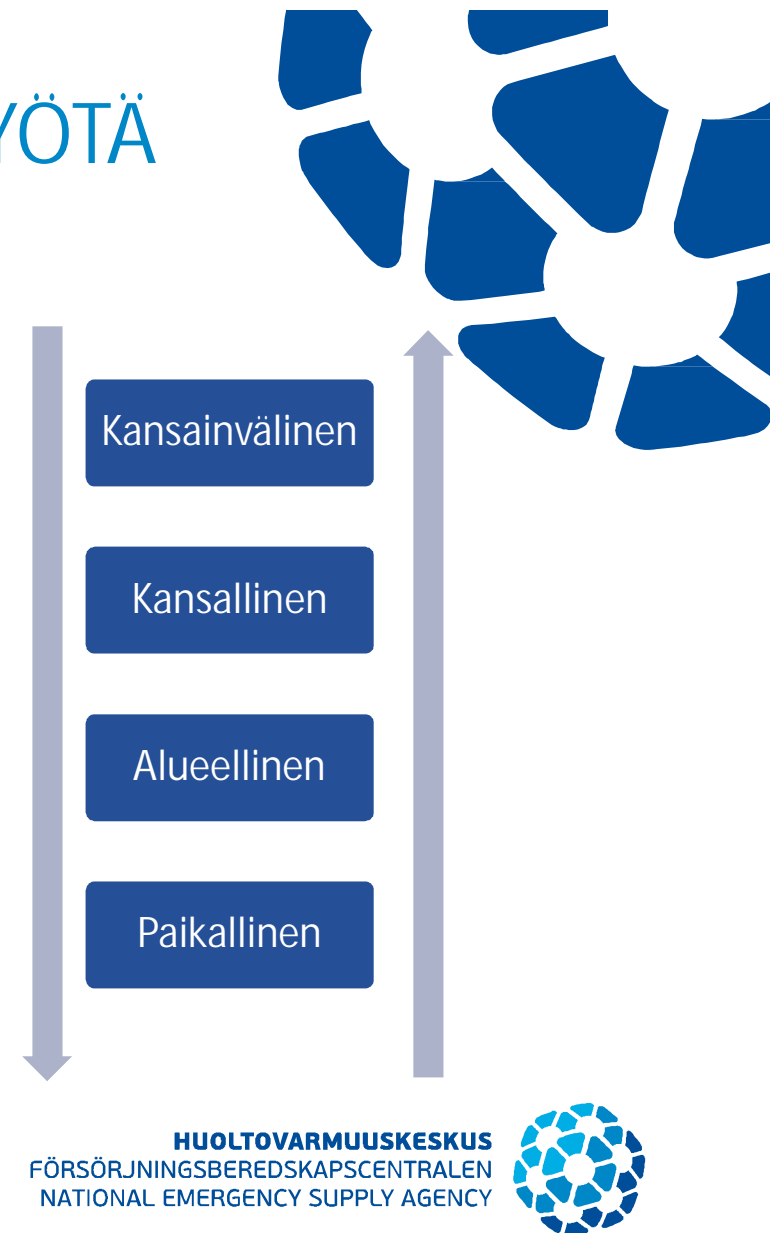 YÖTÄ
Kansainvälinen
Kansallinen
Alueellinen
Paikallinen
HUOLTOVARMUUSKESKUS
FÖRSÖRJNINGSBEREDSKAPSCENTRALEN
NATIONAL EMERGENCY SUPPLY AGENCY